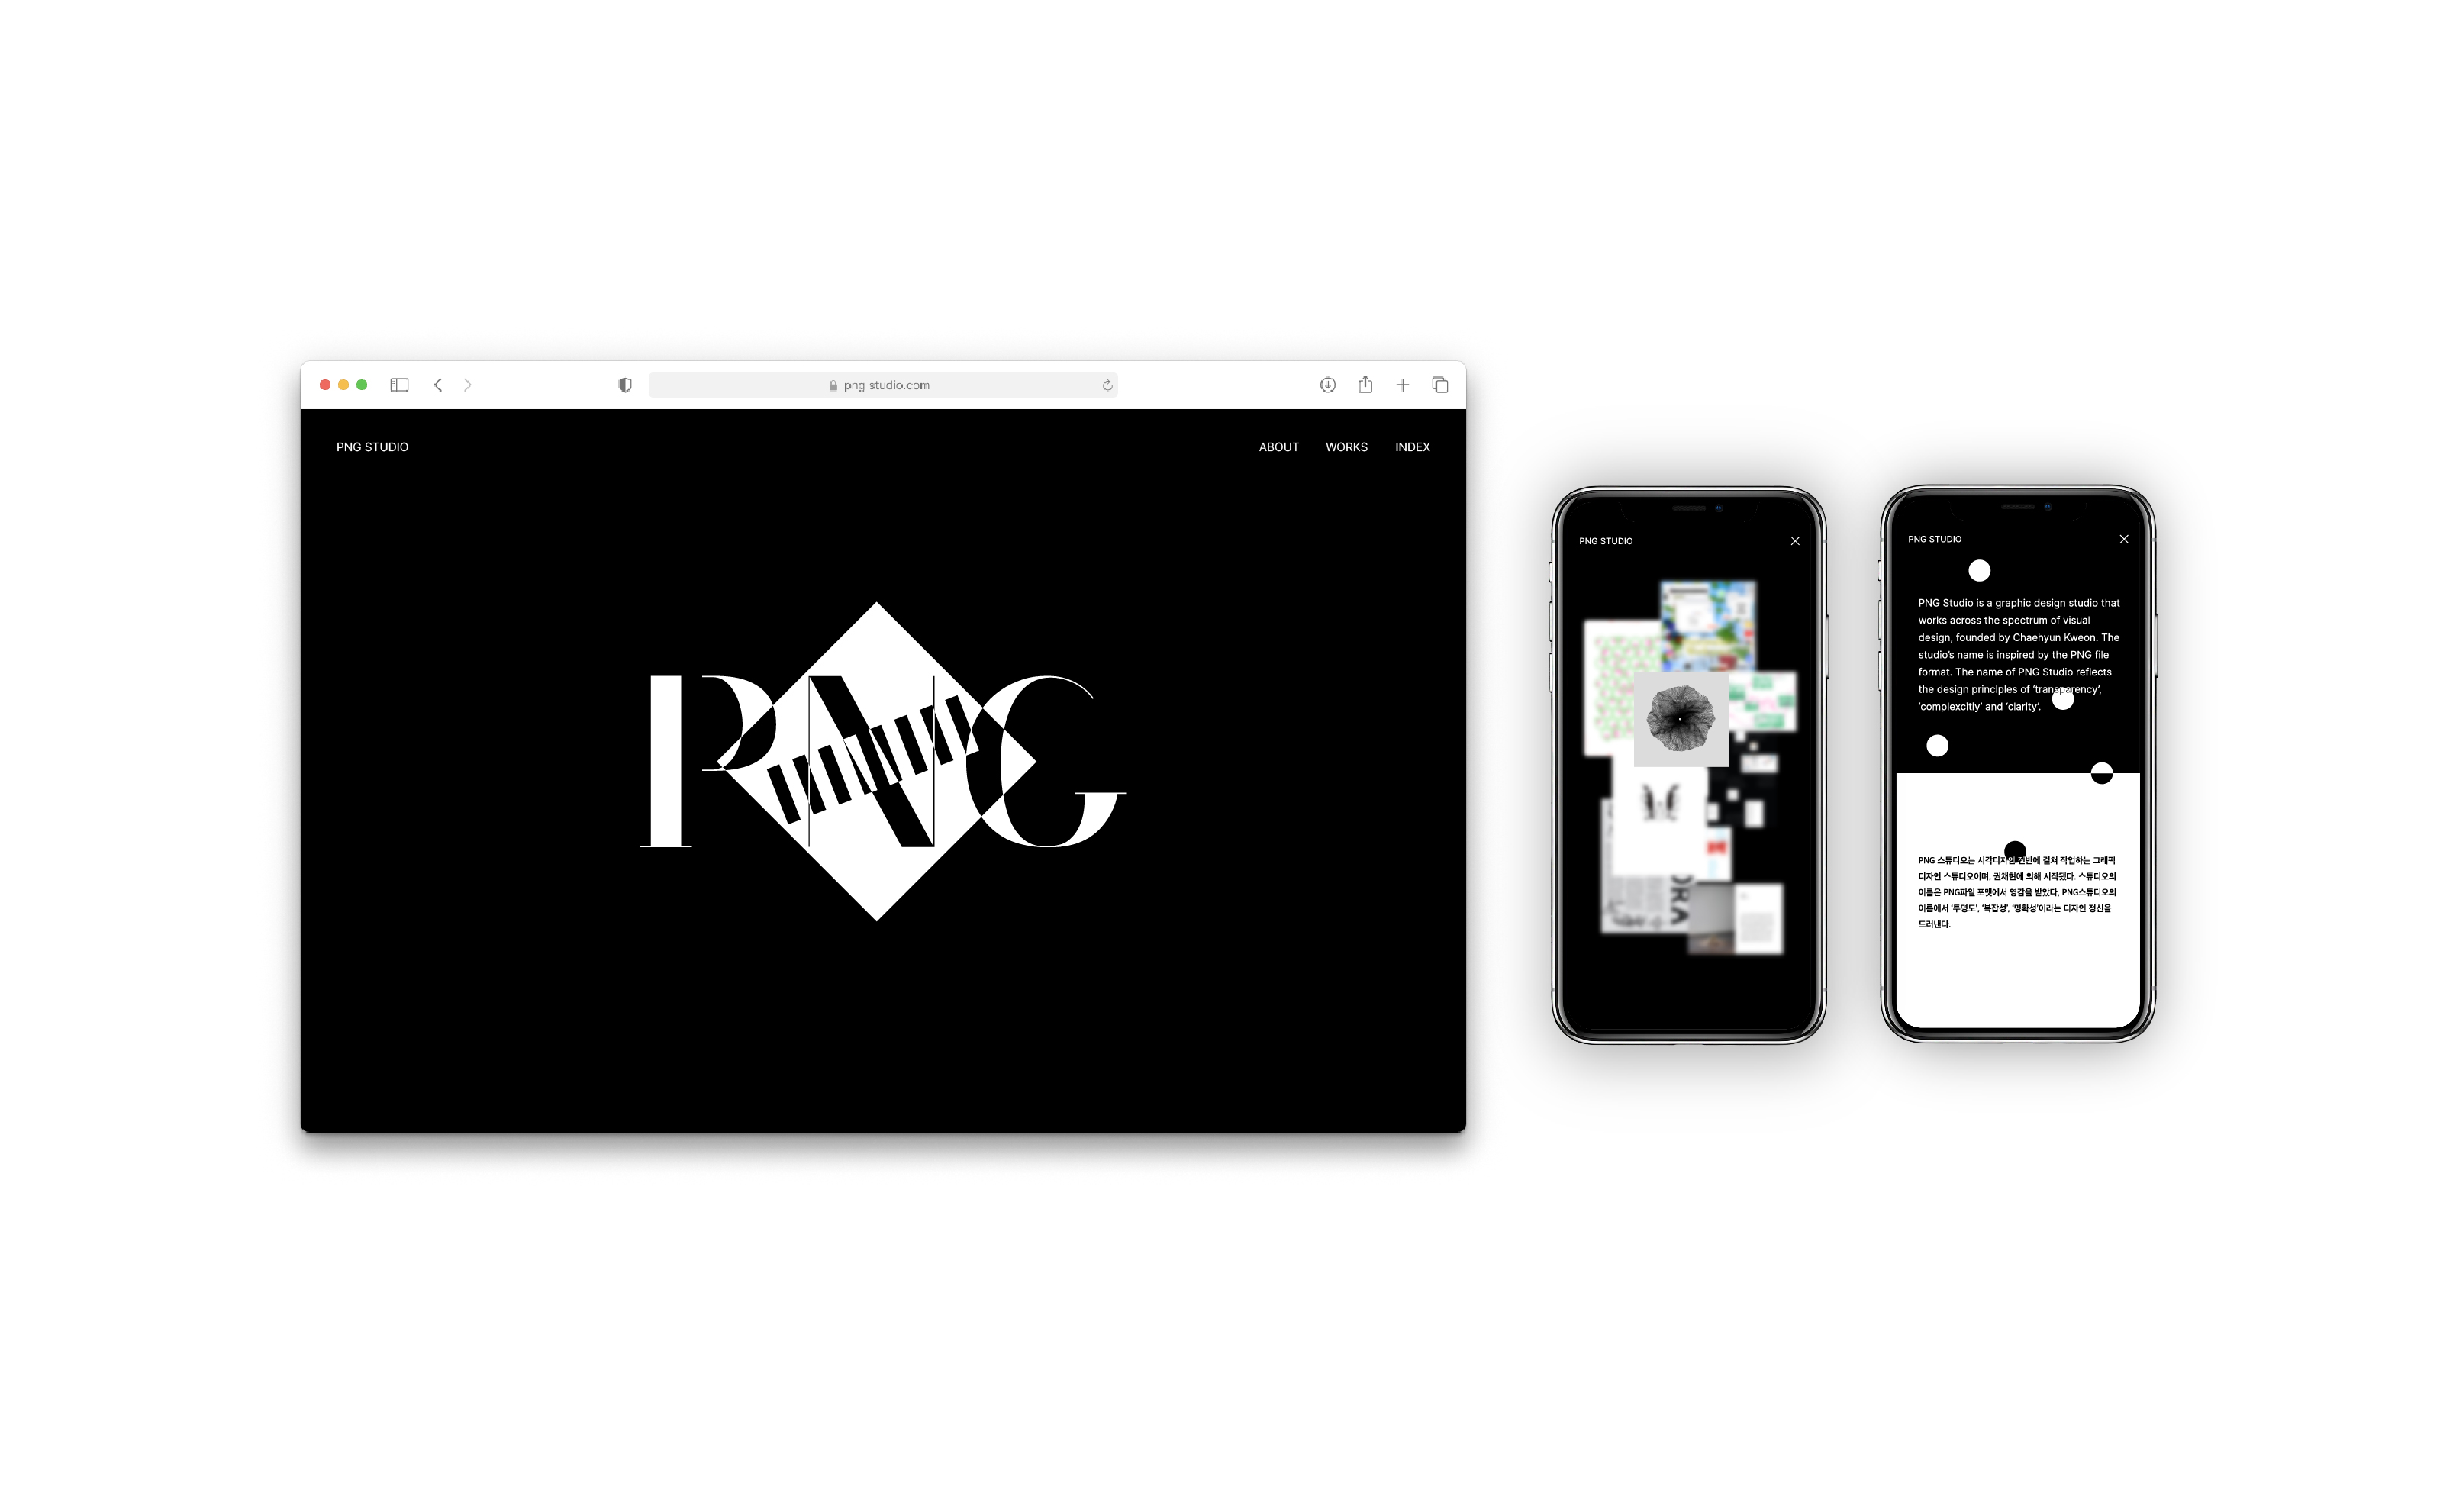 png studio.com
PNG STUDIO
ABOUT WORKS INDEX
PNG
PNG STUDIO
ORA
PNG STUDIO
PNG Studio is a graphic design studio that
works across the spectrum of visual
design, founded by Chaehyun Kweon. The
studio's name is inspired by the PNG file
format. The name of PNG Studio reflects
the design principles of ‘transparency’,
‘complexcitiy’ and ‘clarity’.
PNG 스튜디오는 시각디자인 전반에 걸쳐 작업하는 그래픽
디자인 스튜디오이며, 권채현에 의해 시작됐다. 스튜디오의
이름은 PNG파일 포맷에서 영감을 받았다, PNG스튜디오의
이름에서 ‘투명도’, ‘복잡성’, ‘명확성’이라는 디자인 정신을
드러낸다.